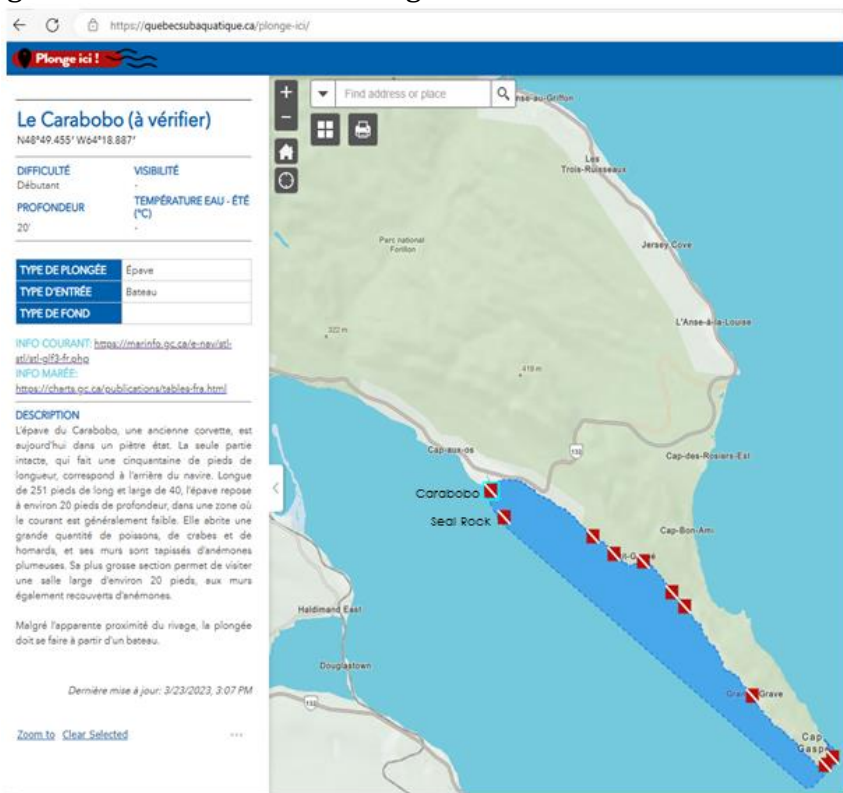 https://quebecsubaquatique.ca/plonge-ici/
Plonge ici !
Le Carabobo (à vérifier)
N48°49.455' W64°18.887'
DIFFICULTÉ
Débutant
VISIBILITÉ
-
PROFONDEUR
20'
TEMPÉRATURE EAU - ÉTÉ
(°C)
-
TYPE DE PLONGÉE Épave
TYPE D'ENTRÉE Bateau
TYPE DE FOND
INFO COURANT: https://marinfo.gc.ca/e-nav/stl-
stl/stl-glf3-fr.php
INFO MARÉE:
https://charts.gc.ca/publications/tables-fra.html
DESCRIPTION
L'épave du Carabobo, une ancienne corvette, est
aujourd'hui dans un piètre état. La seule partie
intacte, qui fait une cinquantaine de pieds de
longueur, correspond à l'arrière du navire. Longue
de 251 pieds de long et large de 40, l'épave repose
à environ 20 pieds de profondeur, dans une zone où
le courant est généralement faible. Elle abrite une
grande quantité de poissons, de crabes et de
homards, et ses murs sont tapissés d'anémones
plumeuses. Sa plus grosse section permet de visiter
une salle large d'environ 20 pieds, aux murs
également recouverts d'anémones.
Malgré l'apparente proximité du rivage, la plongée
doit se faire à partir d'un bateau.
Dernière mise à jour: 3/23/2023, 3:07 PM
Zoom to Clear Selected
Find address or place
nse-au-Griffon
Les
Trois-Ruisseaux
Parc national
Forillon
Jersey Cove
L'Anse-à-la-Louise
322 m
419 m
Cap-aux-os
132
Cap-des-Rosiers-Est
Carabobo
Seal Rock
Cap-Bon-Ami
Haldimand East
Douglastown
132
Grave
Cap
Gaspé